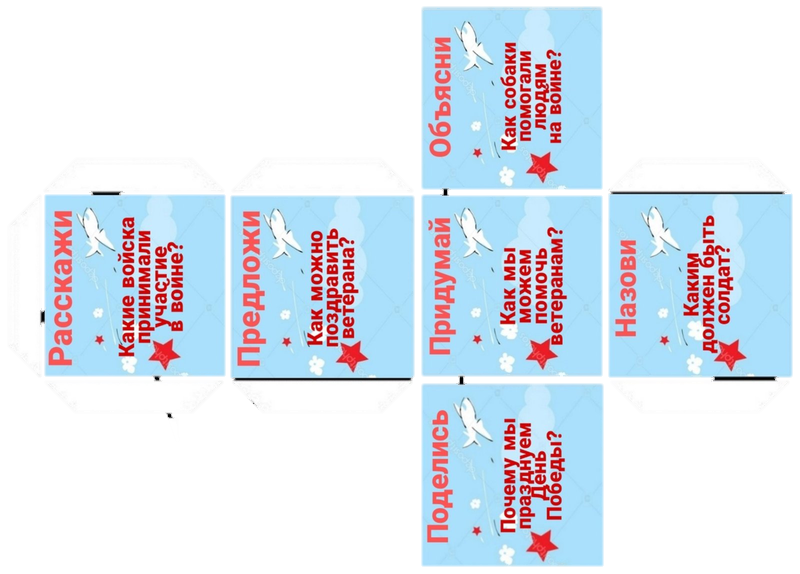 Объясни
Как собаки
помогали
людям
на войне?
Расскажи
Какие войска
принимали
участие
в войне?
Предложи
Как можно
поздравить
ветерана?
Придумай
Как мы
можем
помочь
ветеранам?
Назови
Каким
должен быть
солдат?
Поделись
Почему мы
празднуем
День
Победы?